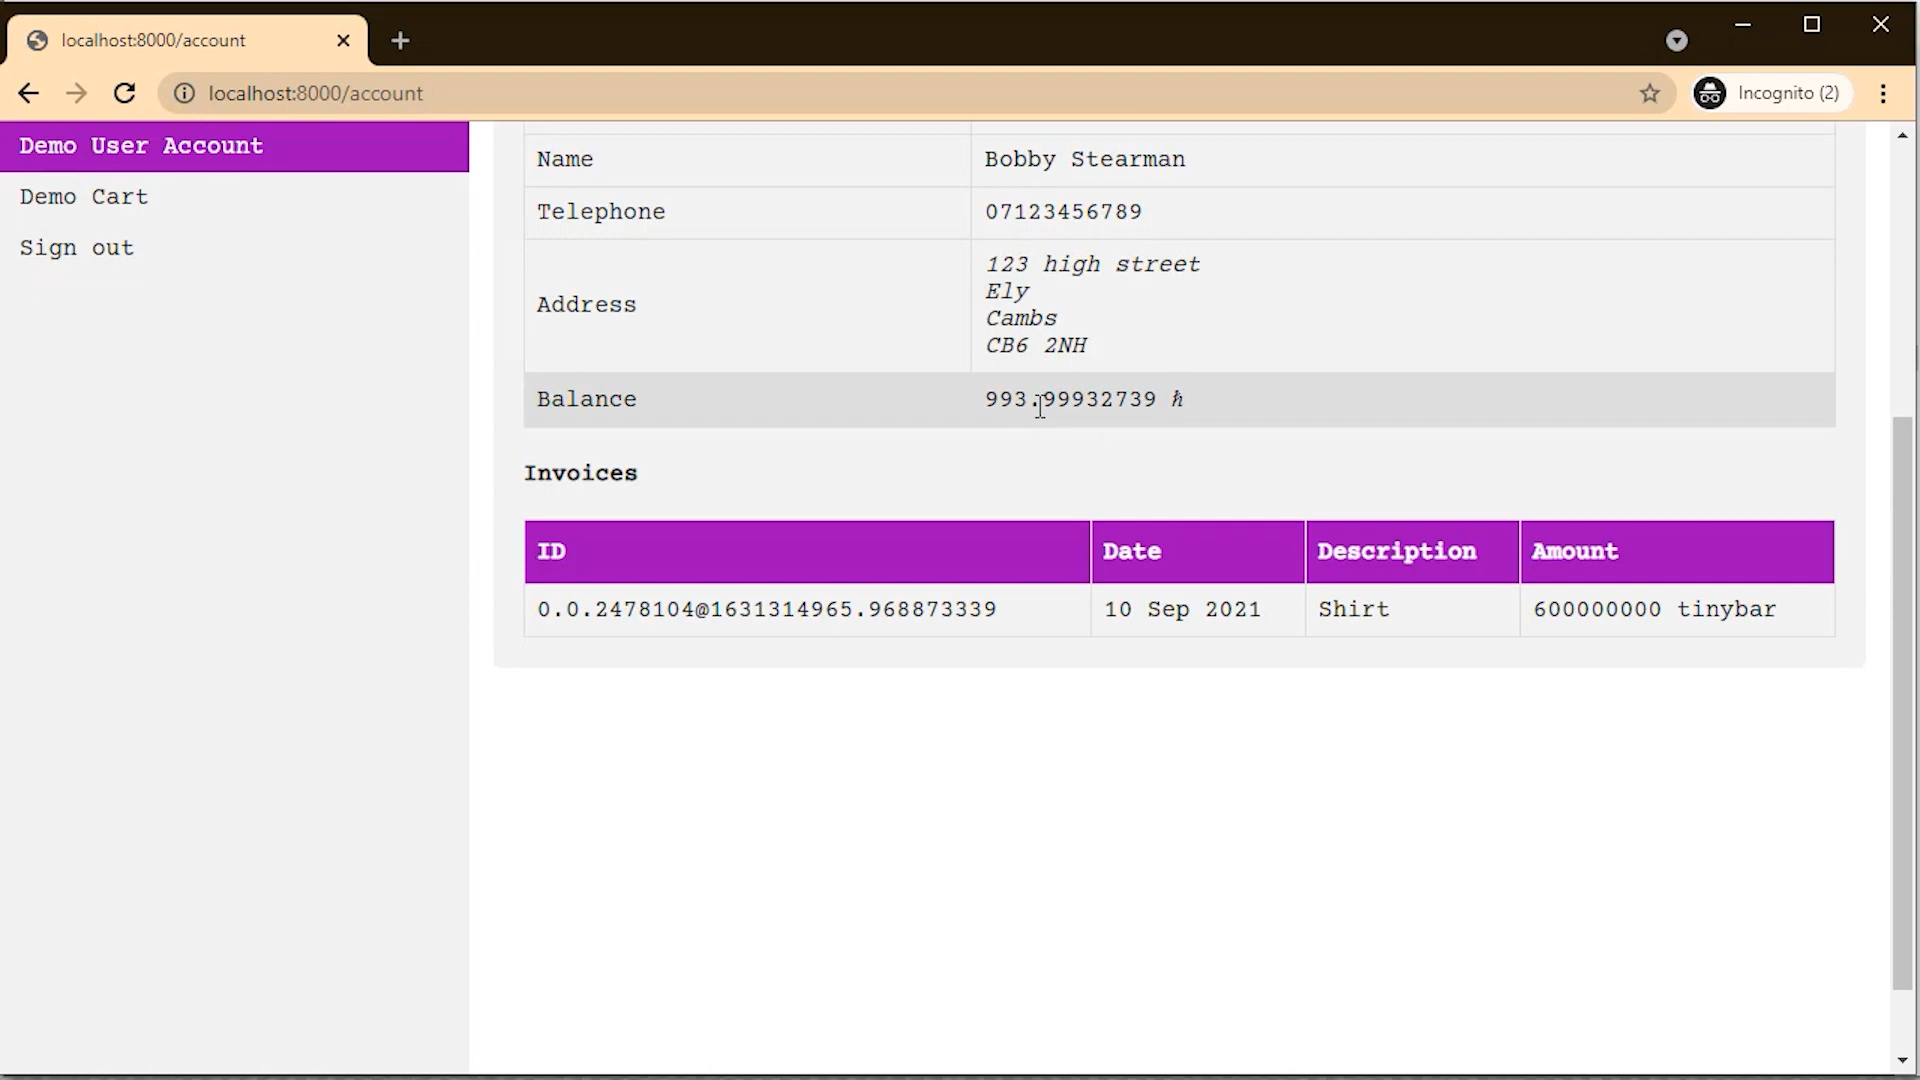 localhost:8000/account
localhost:8000/account
Incognito (2)
Demo User Account
Demo Cart
Sign out
Name Bobby Stearman
Telephone 07123456789
Address
123 high street
Ely
Cambs
CB6 2NH
Balance 993.99932739 ℏ
Invoices
ID Date Description Amount
0.0.2478104@1631314965.968873339 10 Sep 2021 Shirt 600000000 tinybar